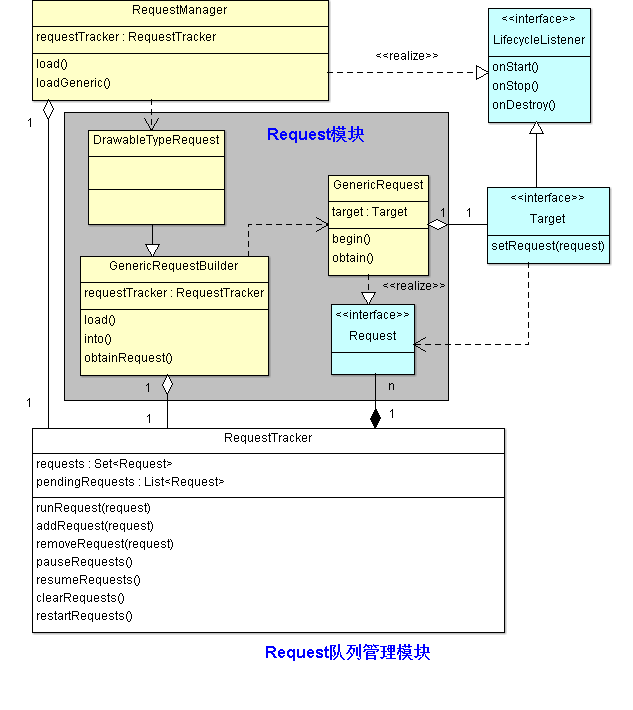 RequestManager
requestTracker : RequestTracker
load()
loadGeneric()
<<realize>>
<<interface>>
LifecycleListener
onStart()
onStop()
onDestroy()
1
Request模块
DrawableTypeRequest
GenericRequest
target : Target
begin()
obtain()
1
1
<<interface>>
Target
setRequest(request)
GenericRequestBuilder
requestTracker : RequestTracker
load()
into()
obtainRequest()
<<realize>>
<<interface>>
Request
1
n
1
1
1
RequestTracker
requests : Set<Request>
pendingRequests : List<Request>
runRequest(request)
addRequest(request)
removeRequest(request)
pauseRequests()
resumeRequests()
clearRequests()
restartRequests()
Request队列管理模块